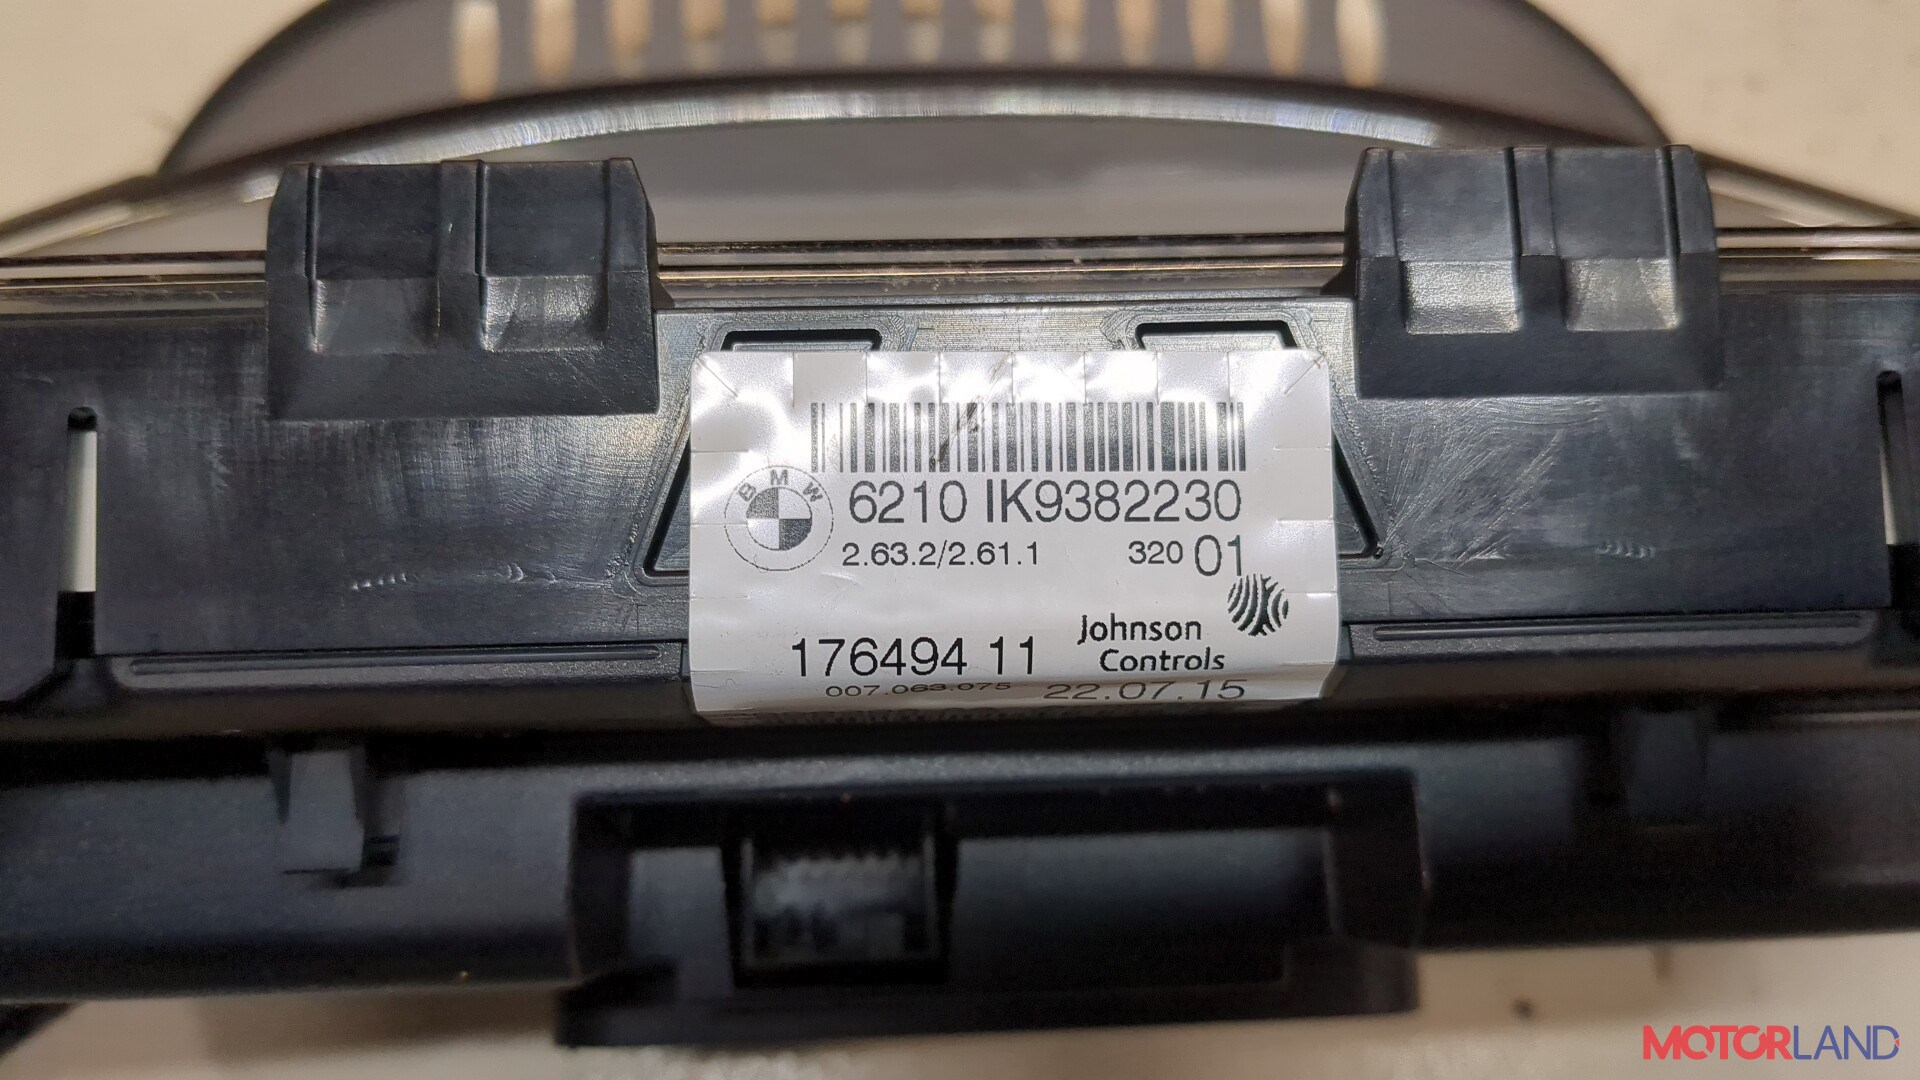 BMW
6210 IK9382230
2.63.2/2.61.1 320 01
Johnson
Controls
176494 11
007.063.075 22.07.15
MOTORLAND